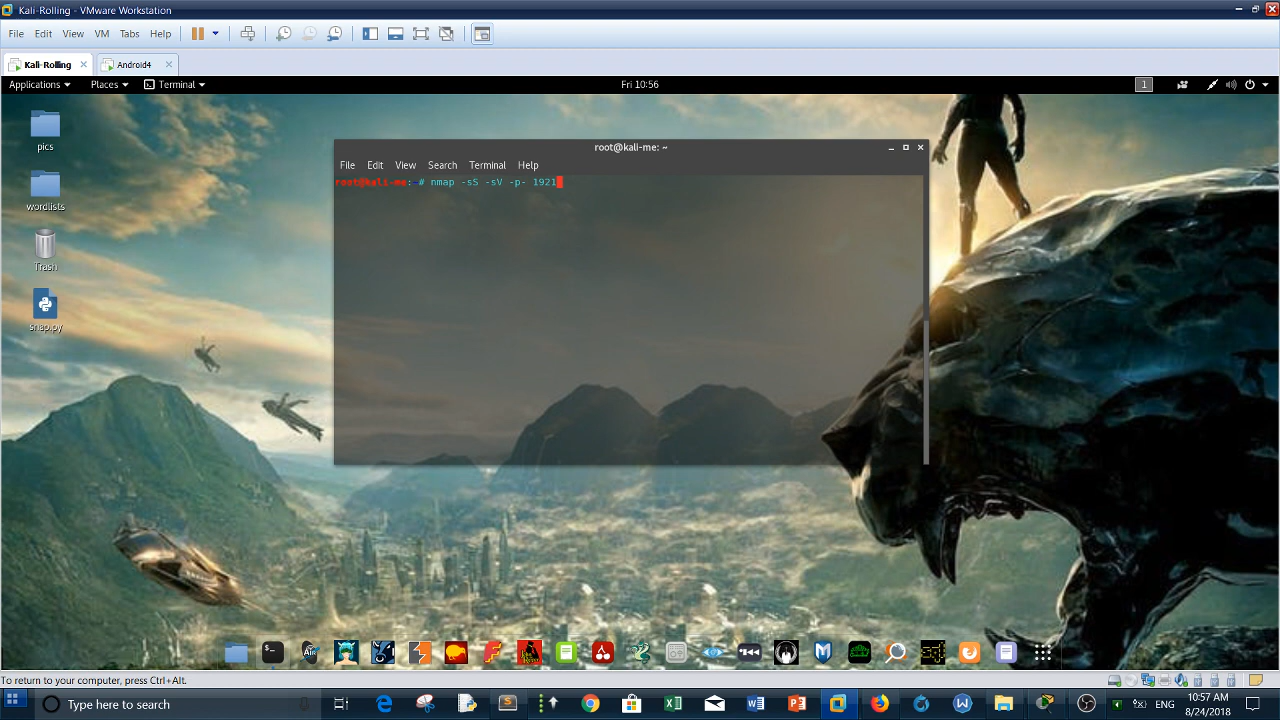 Kali-Rolling - VMware Workstation
File Edit View VM Tabs Help
Kali-Rolling Android4
Applications Places Terminal Fri 10:56 1
pics
wordlists
Trash
snap.py
root@kali-me: ~
File Edit View Search Terminal Help
root@kali-me:~# nmap -sS -sV -p- 1921
To return to your computer, press Ctrl+Alt.
Type here to search
10:57 AM
ENG
8/24/2018